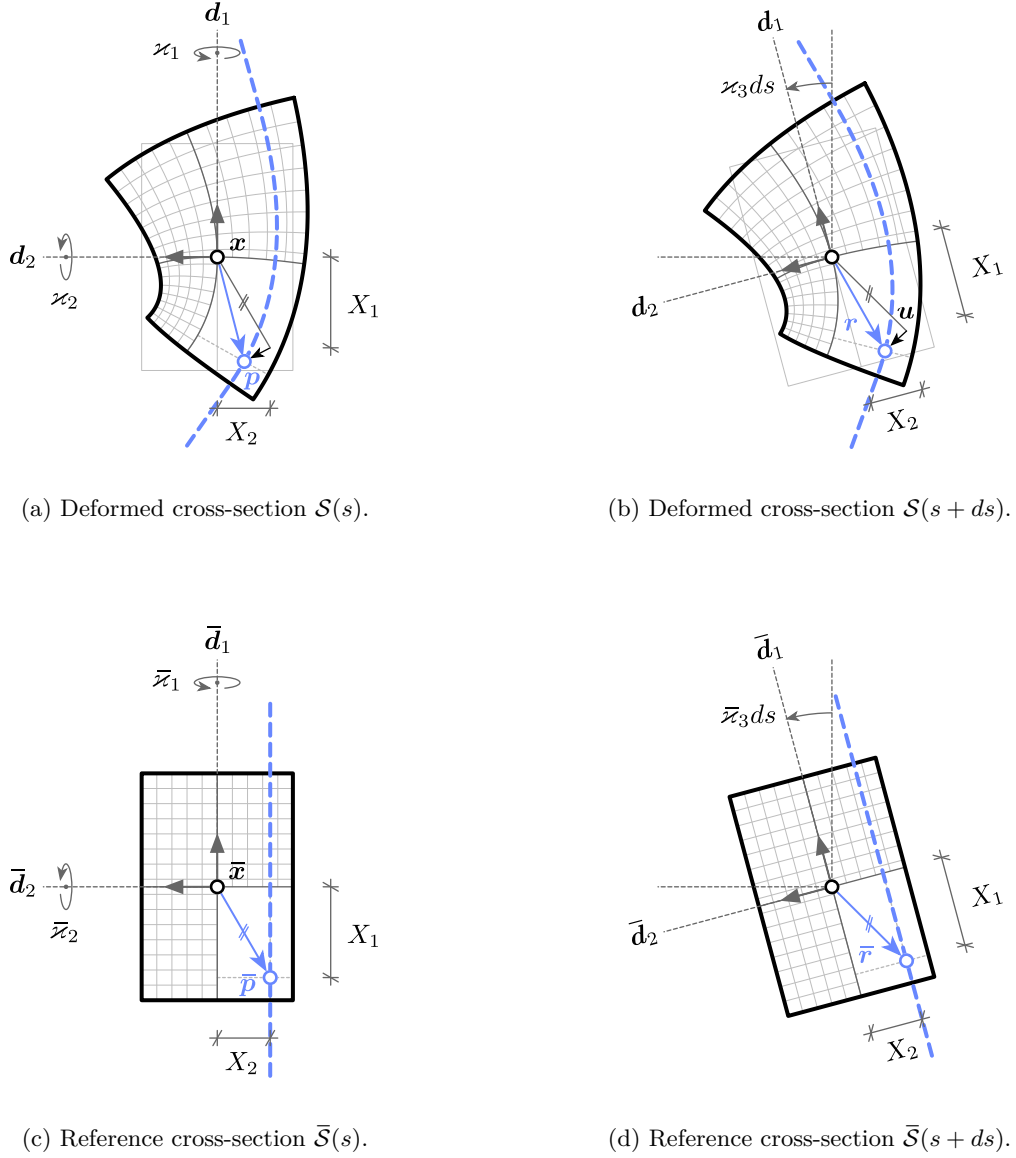 d₁
ϰ₁
d₂
ϰ₂
x
X₁
p
X₂
(a) Deformed cross-section 𝒮(s).
d₁
ϰ₃ds
d₂
X₁
r
u
X₂
(b) Deformed cross-section 𝒮(s + ds).
d̄₁
ϰ̄₁
d̄₂
ϰ̄₂
x̄
X₁
p̄
X₂
(c) Reference cross-section 𝒮̄(s).
d̄₁
ϰ̄₃ds
d̄₂
X₁
r̄
X₂
(d) Reference cross-section 𝒮̄(s + ds).